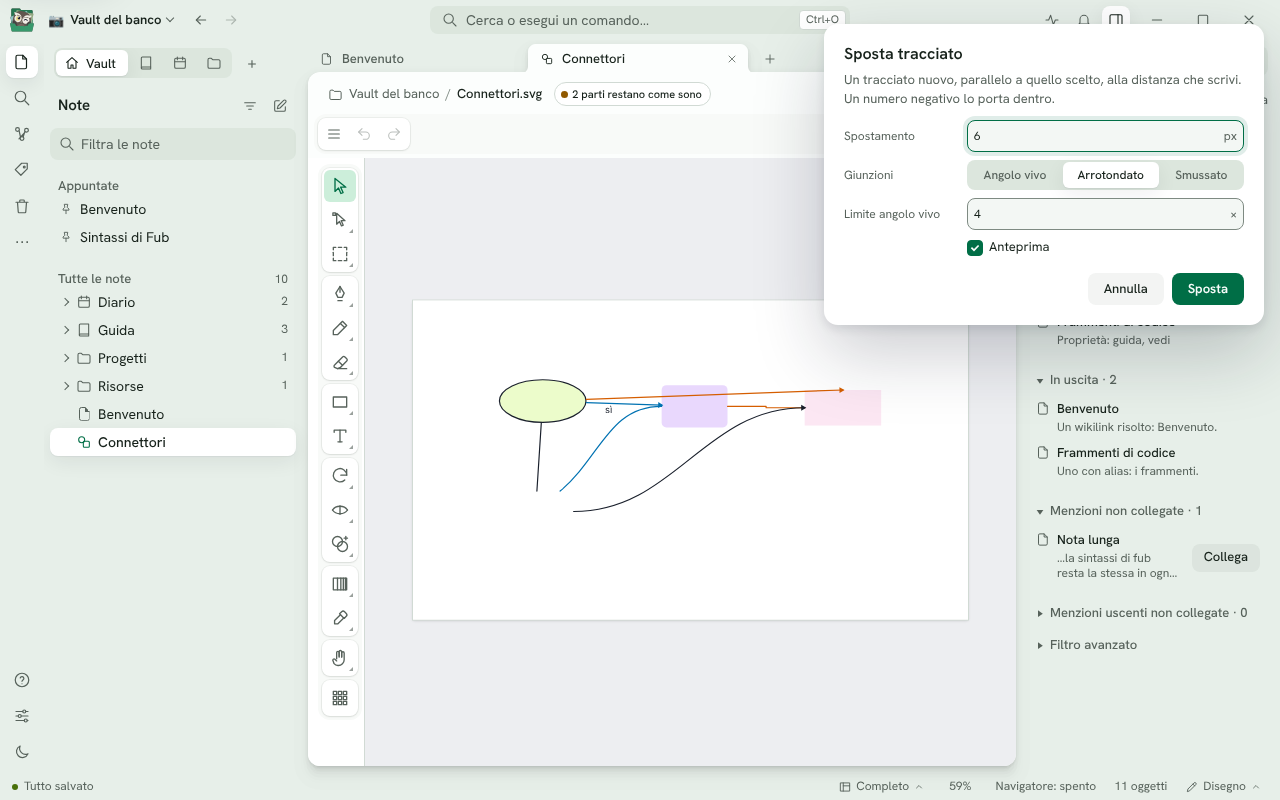 Vault del banco
Cerca o esegui un comando…
Ctrl+O
Vault
Note
Filtra le note
Appuntate
Benvenuto
Sintassi di Fub
Tutte le note 10
Diario 2
Guida 3
Progetti 1
Risorse 1
Benvenuto
Connettori
Tutto salvato
Benvenuto
Connettori
Vault del banco / Connettori.svg
2 parti restano come sono
sì
Sposta tracciato
Un tracciato nuovo, parallelo a quello scelto, alla distanza che scrivi.
Un numero negativo lo porta dentro.
Spostamento 6 px
Giunzioni Angolo vivo Arrotondato Smussato
Limite angolo vivo 4 ×
Anteprima
Annulla Sposta
Proprietà: guida, vedi
In uscita · 2
Benvenuto
Un wikilink risolto: Benvenuto.
Frammenti di codice
Uno con alias: i frammenti.
Menzioni non collegate · 1
Nota lunga
…la sintassi di fub
resta la stessa in ogn…
Collega
Menzioni uscenti non collegate · 0
Filtro avanzato
Completo 59% Navigatore: spento 11 oggetti Disegno